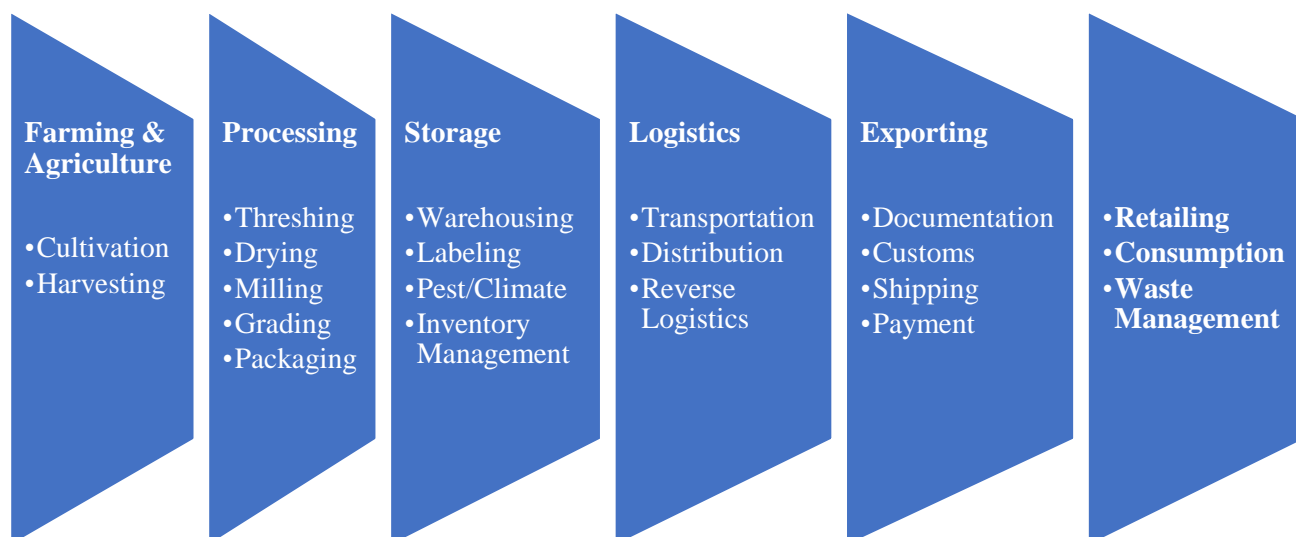 Farming &
Agriculture
•Cultivation
•Harvesting
Processing
•Threshing
•Drying
•Milling
•Grading
•Packaging
Storage
•Warehousing
•Labeling
•Pest/Climate
•Inventory
Management
Logistics
•Transportation
•Distribution
•Reverse
Logistics
Exporting
•Documentation
•Customs
•Shipping
•Payment
•Retailing
•Consumption
•Waste
Management